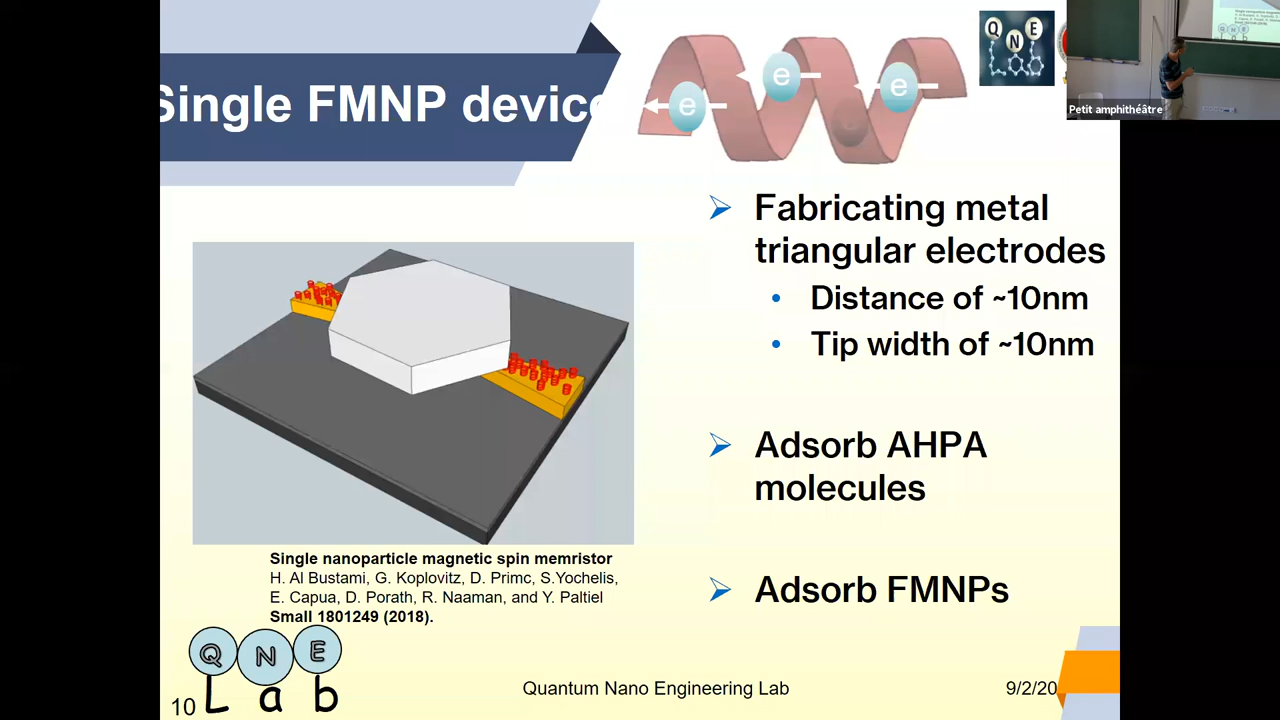 Single FMNP device
e
e
e
Q N E
Petit amphithéâtre
Fabricating metal
triangular electrodes
Distance of ~10nm
Tip width of ~10nm
Adsorb AHPA
molecules
Adsorb FMNPs
Single nanoparticle magnetic spin memristor
H. Al Bustami, G. Koplovitz, D. Primc, S.Yochelis,
E. Capua, D. Porath, R. Naaman, and Y. Paltiel
Small 1801249 (2018).
Q N E
Lab
10
Quantum Nano Engineering Lab
9/2/20